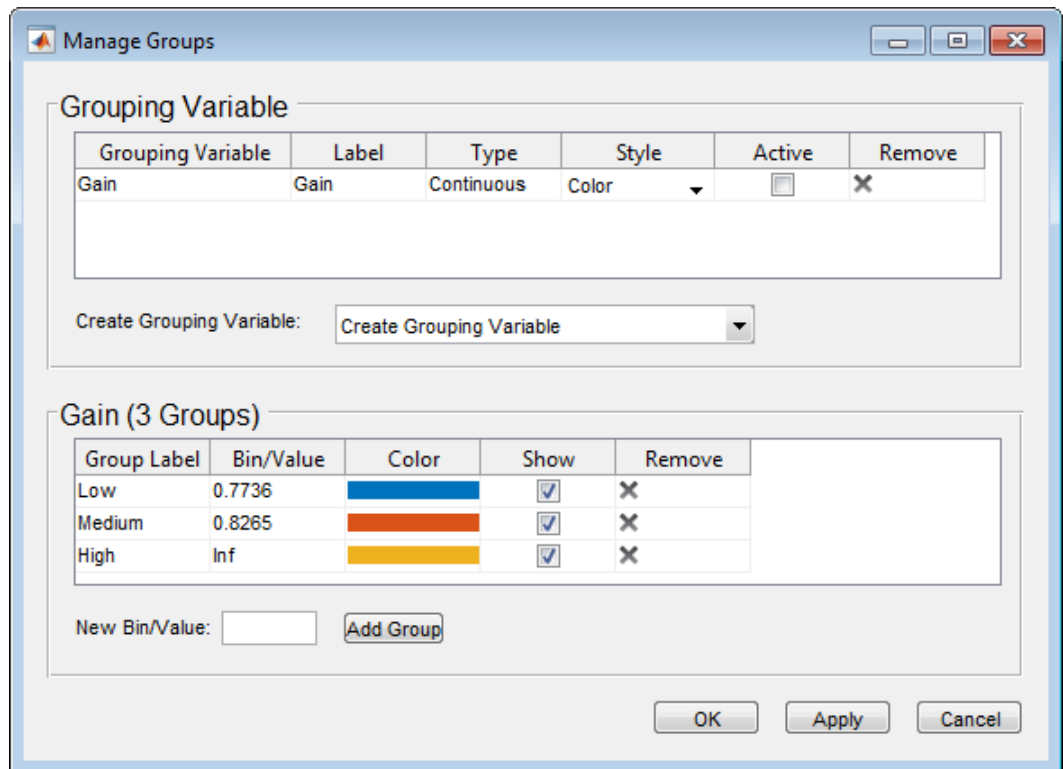 Manage Groups
Grouping Variable
Grouping Variable Label Type Style Active Remove
Gain Gain Continuous Color
Create Grouping Variable: Create Grouping Variable
Gain (3 Groups)
Group Label Bin/Value Color Show Remove
Low 0.7736
Medium 0.8265
High Inf
New Bin/Value: Add Group
OK Apply Cancel